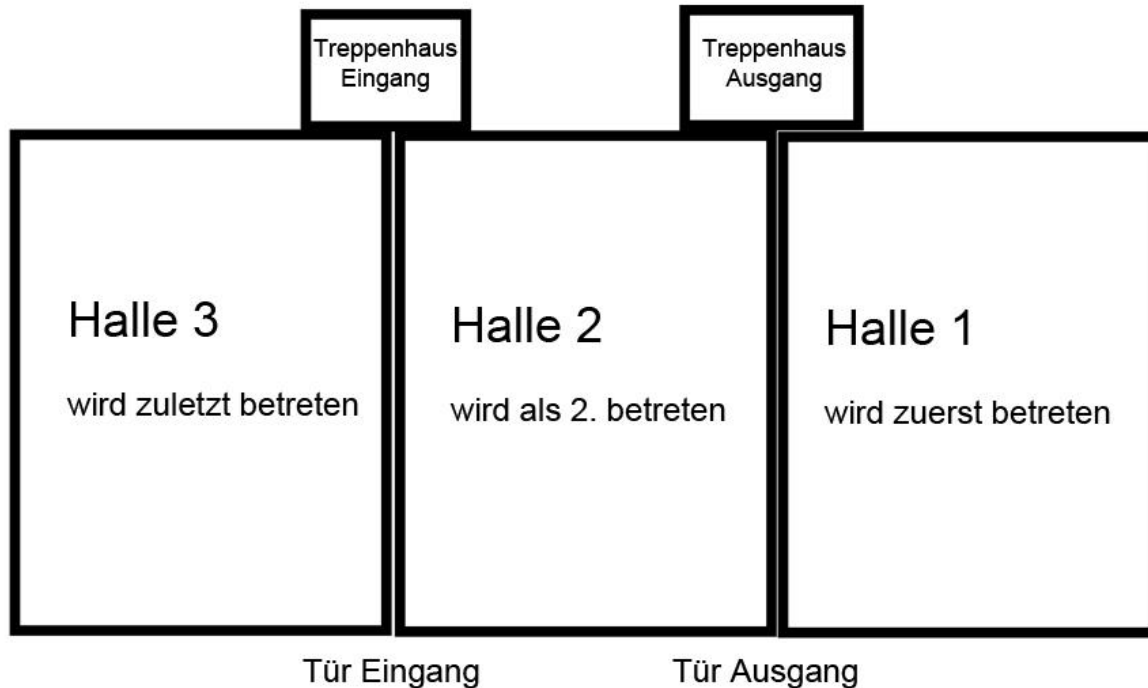 Treppenhaus
Eingang
Treppenhaus
Ausgang
Halle 3
wird zuletzt betreten
Halle 2
wird als 2. betreten
Halle 1
wird zuerst betreten
Tür Eingang
Tür Ausgang